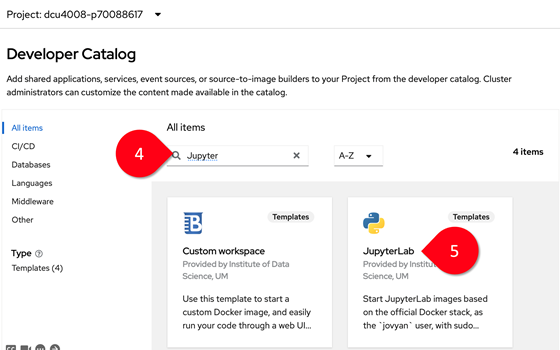 Project: dcu4008-p70088617
Developer Catalog
Add shared applications, services, event sources, or source-to-image builders to your Project from the developer catalog. Cluster
administrators can customize the content made available in the catalog.
All items
CI/CD
Databases
Languages
Middleware
Other
Type
Templates (4)
All items
4
Jupyter
A-Z
4 items
Templates
Custom workspace
Provided by Institute of Data
Science, UM
Use this template to start a
custom Docker image, and easily
run your code through a web UI...
Templates
JupyterLab
5
Provided by Institu
Science, UM
Start JupyterLab images based
on the official Docker stack, as
the `jovyan` user, with sudo...